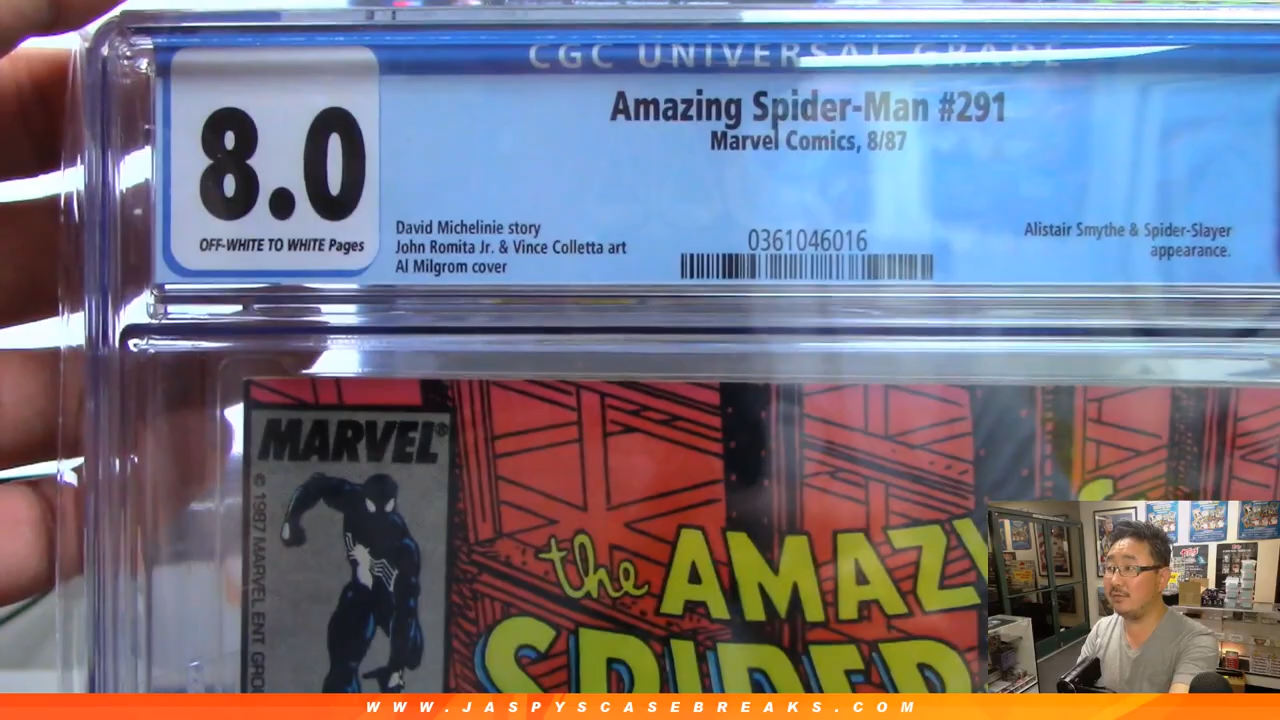 CGC UNIVERSAL GRADE
8.0
OFF-WHITE TO WHITE Pages
Amazing Spider-Man #291
Marvel Comics, 8/87
David Michelinie story
John Romita Jr. & Vince Colletta art
Al Milgrom cover
0361046016
Alistair Smythe & Spider-Slayer
appearance.
MARVEL®
© 1987 MARVEL ENT GRO
the AMAZ
SPIDER
WWW.JASPYSCASEBREAKS.COM